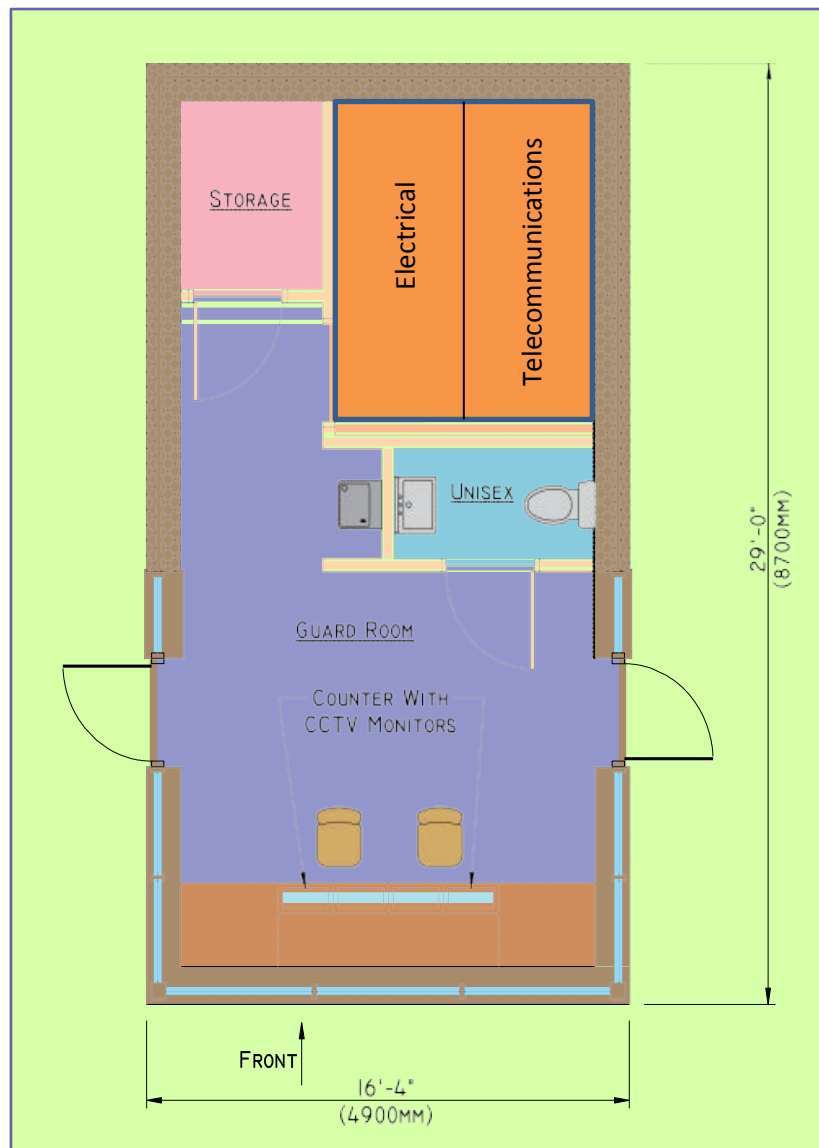 STORAGE
Electrical
Telecommunications
UNISEX
29'-0"
(8700MM)
GUARD ROOM
COUNTER WITH
CCTV MONITORS
FRONT
16'-4"
(4900MM)